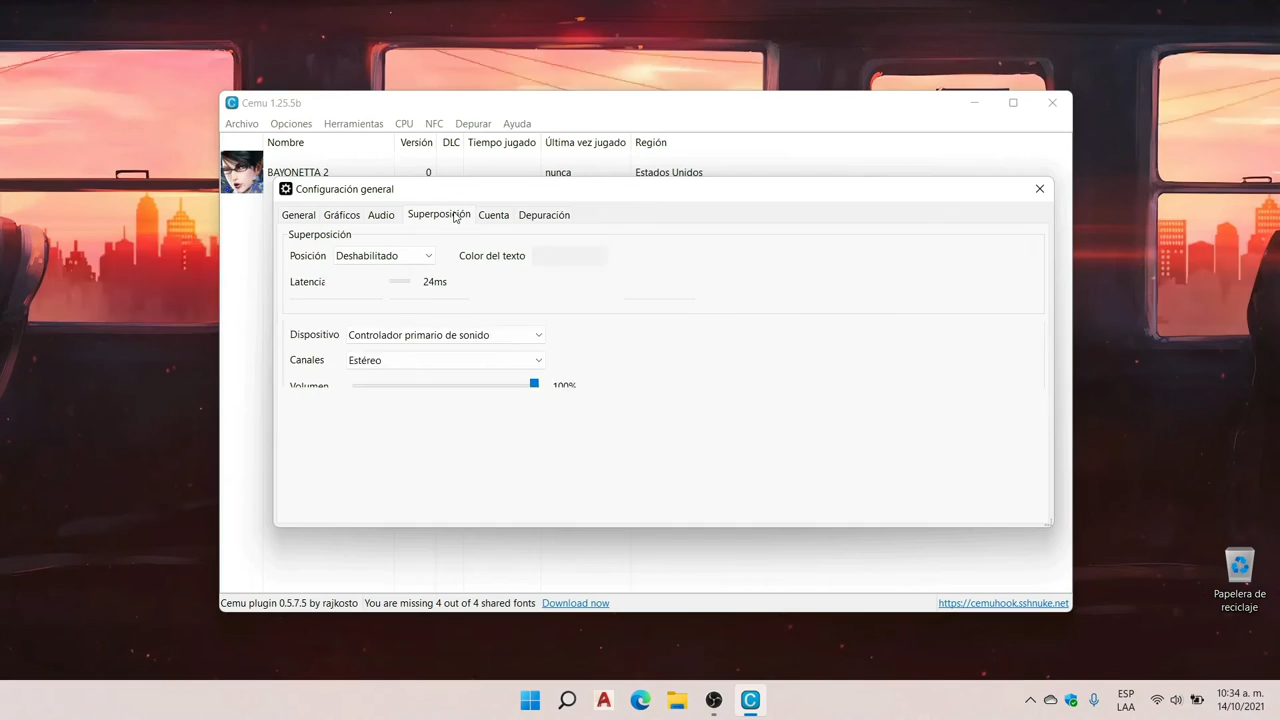 Cemu 1.25.5b
Archivo Opciones Herramientas CPU NFC Depurar Ayuda
Nombre Versión DLC Tiempo jugado Última vez jugado Región
BAYONETTA 2 0 nunca Estados Unidos
Configuración general
General Gráficos Audio Superposición Cuenta Depuración
Superposición
Posición Deshabilitado Color del texto
Latencia 24ms
Dispositivo Controlador primario de sonido
Canales Estéreo
Volumen 100%
Cemu plugin 0.5.7.5 by rajkosto You are missing 4 out of 4 shared fonts Download now https://cemuhook.sshnuke.net
Papelera de
reciclaje
ESP
LAA
10:34 a. m.
14/10/2021